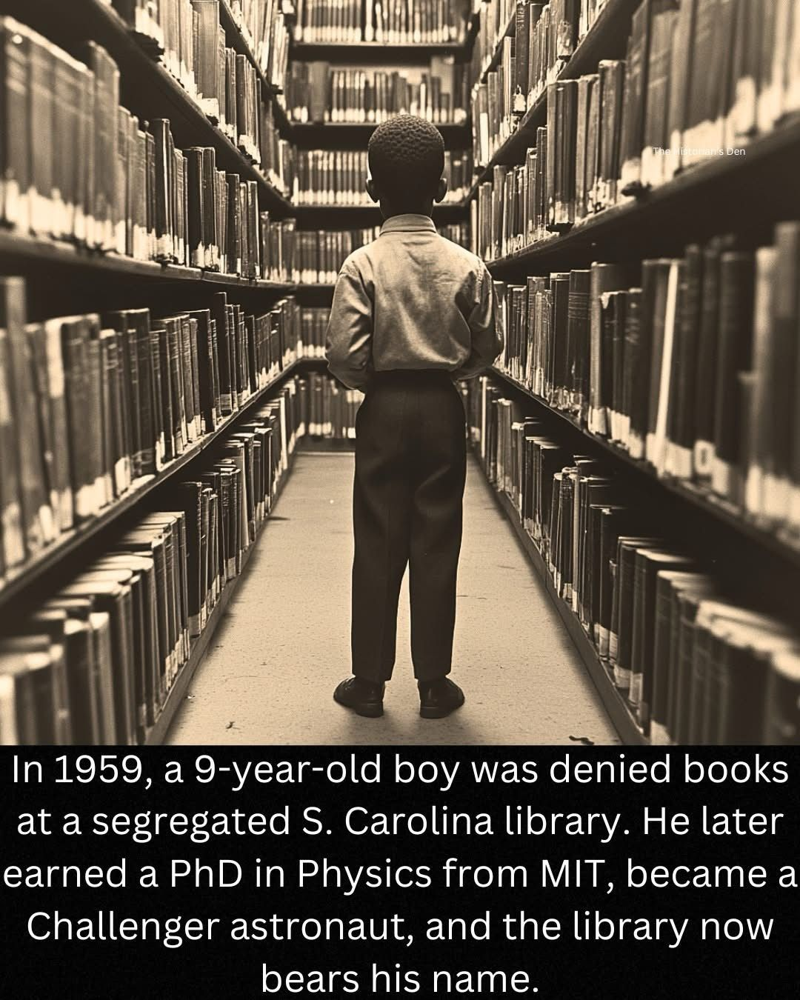 The Historian's Den
In 1959, a 9-year-old boy was denied books
at a segregated S. Carolina library. He later
earned a PhD in Physics from MIT, became a
Challenger astronaut, and the library now
bears his name.